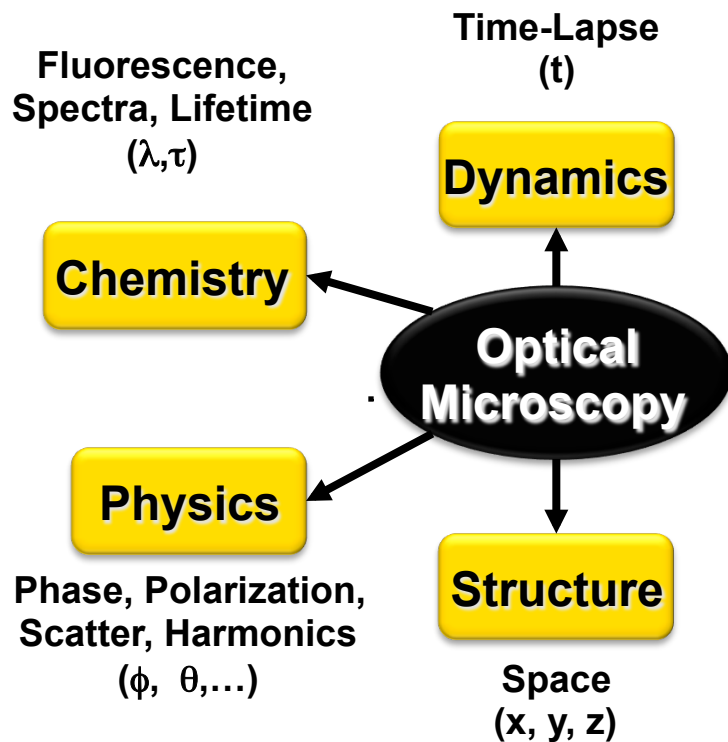 Time-Lapse
(t)
Fluorescence,
Spectra, Lifetime
(λ,τ)
Dynamics
Chemistry
Optical
Microscopy
.
Physics
Phase, Polarization,
Scatter, Harmonics
(ϕ, θ,…)
Structure
Space
(x, y, z)